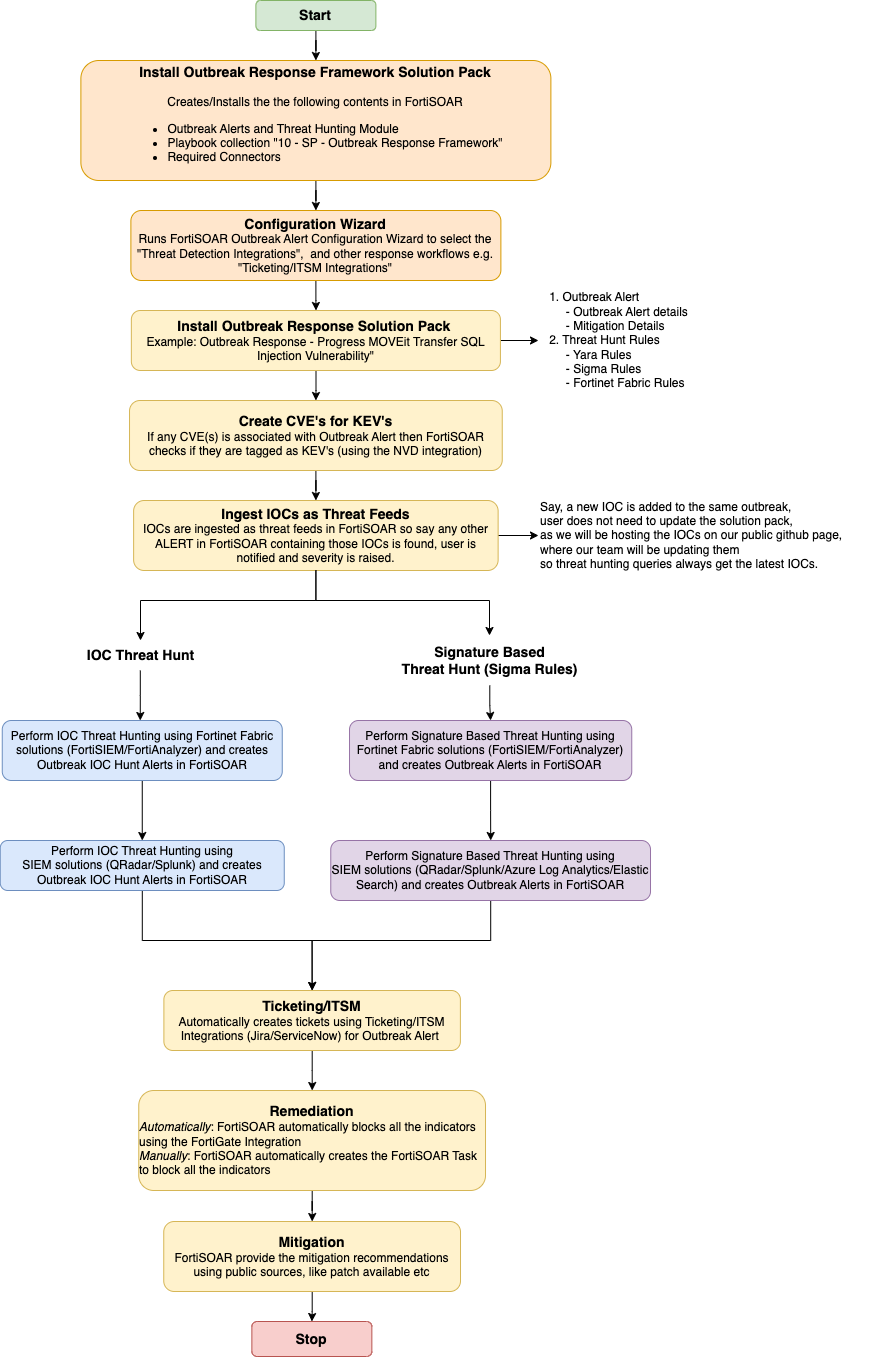 Start
Install Outbreak Response Framework Solution Pack
Creates/Installs the the following contents in FortiSOAR
• Outbreak Alerts and Threat Hunting Module
• Playbook collection "10 - SP - Outbreak Response Framework"
• Required Connectors
Configuration Wizard
Runs FortiSOAR Outbreak Alert Configuration Wizard to select the
"Threat Detection Integrations", and other response workflows e.g.
"Ticketing/ITSM Integrations"
Install Outbreak Response Solution Pack
Example: Outbreak Response - Progress MOVEit Transfer SQL
Injection Vulnerability"
1. Outbreak Alert
- Outbreak Alert details
- Mitigation Details
2. Threat Hunt Rules
- Yara Rules
- Sigma Rules
- Fortinet Fabric Rules
Create CVE's for KEV's
If any CVE(s) is associated with Outbreak Alert then FortiSOAR
checks if they are tagged as KEV's (using the NVD integration)
Ingest IOCs as Threat Feeds
IOCs are ingested as threat feeds in FortiSOAR so say any other
ALERT in FortiSOAR containing those IOCs is found, user is
notified and severity is raised.
Say, a new IOC is added to the same outbreak,
user does not need to update the solution pack,
as we will be hosting the IOCs on our public github page,
where our team will be updating them
so threat hunting queries always get the latest IOCs.
IOC Threat Hunt
Signature Based
Threat Hunt (Sigma Rules)
Perform IOC Threat Hunting using Fortinet Fabric
solutions (FortiSIEM/FortiAnalyzer) and creates
Outbreak IOC Hunt Alerts in FortiSOAR
Perform Signature Based Threat Hunting using
Fortinet Fabric solutions (FortiSIEM/FortiAnalyzer)
and creates Outbreak Alerts in FortiSOAR
Perform IOC Threat Hunting using
SIEM solutions (QRadar/Splunk) and creates
Outbreak IOC Hunt Alerts in FortiSOAR
Perform Signature Based Threat Hunting using
SIEM solutions (QRadar/Splunk/Azure Log Analytics/Elastic
Search) and creates Outbreak Alerts in FortiSOAR
Ticketing/ITSM
Automatically creates tickets using Ticketing/ITSM
Integrations (Jira/ServiceNow) for Outbreak Alert
Remediation
Automatically: FortiSOAR automatically blocks all the indicators
using the FortiGate Integration
Manually: FortiSOAR automatically creates the FortiSOAR Task
to block all the indicators
Mitigation
FortiSOAR provide the mitigation recommendations
using public sources, like patch available etc
Stop